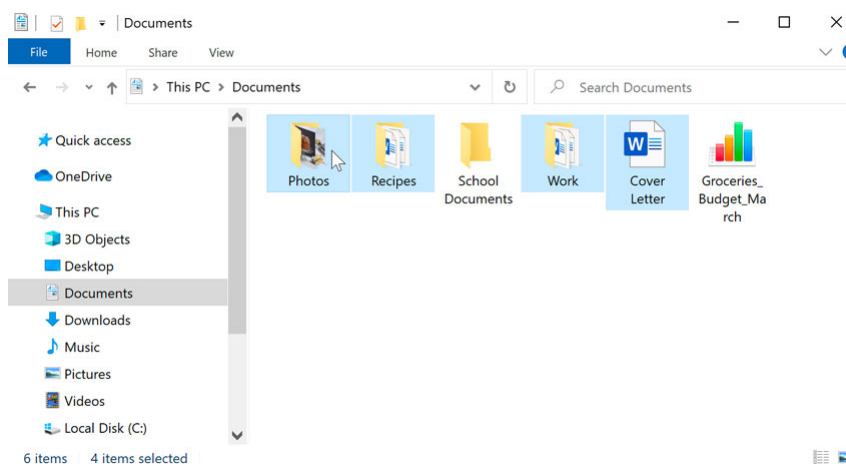 Documents
File Home Share View
This PC > Documents
Search Documents
Quick access
OneDrive
This PC
3D Objects
Desktop
Documents
Downloads
Music
Pictures
Videos
Local Disk (C:)
Photos
Recipes
School
Documents
Work
W
Cover
Letter
Groceries_
Budget_Ma
rch
6 items 4 items selected